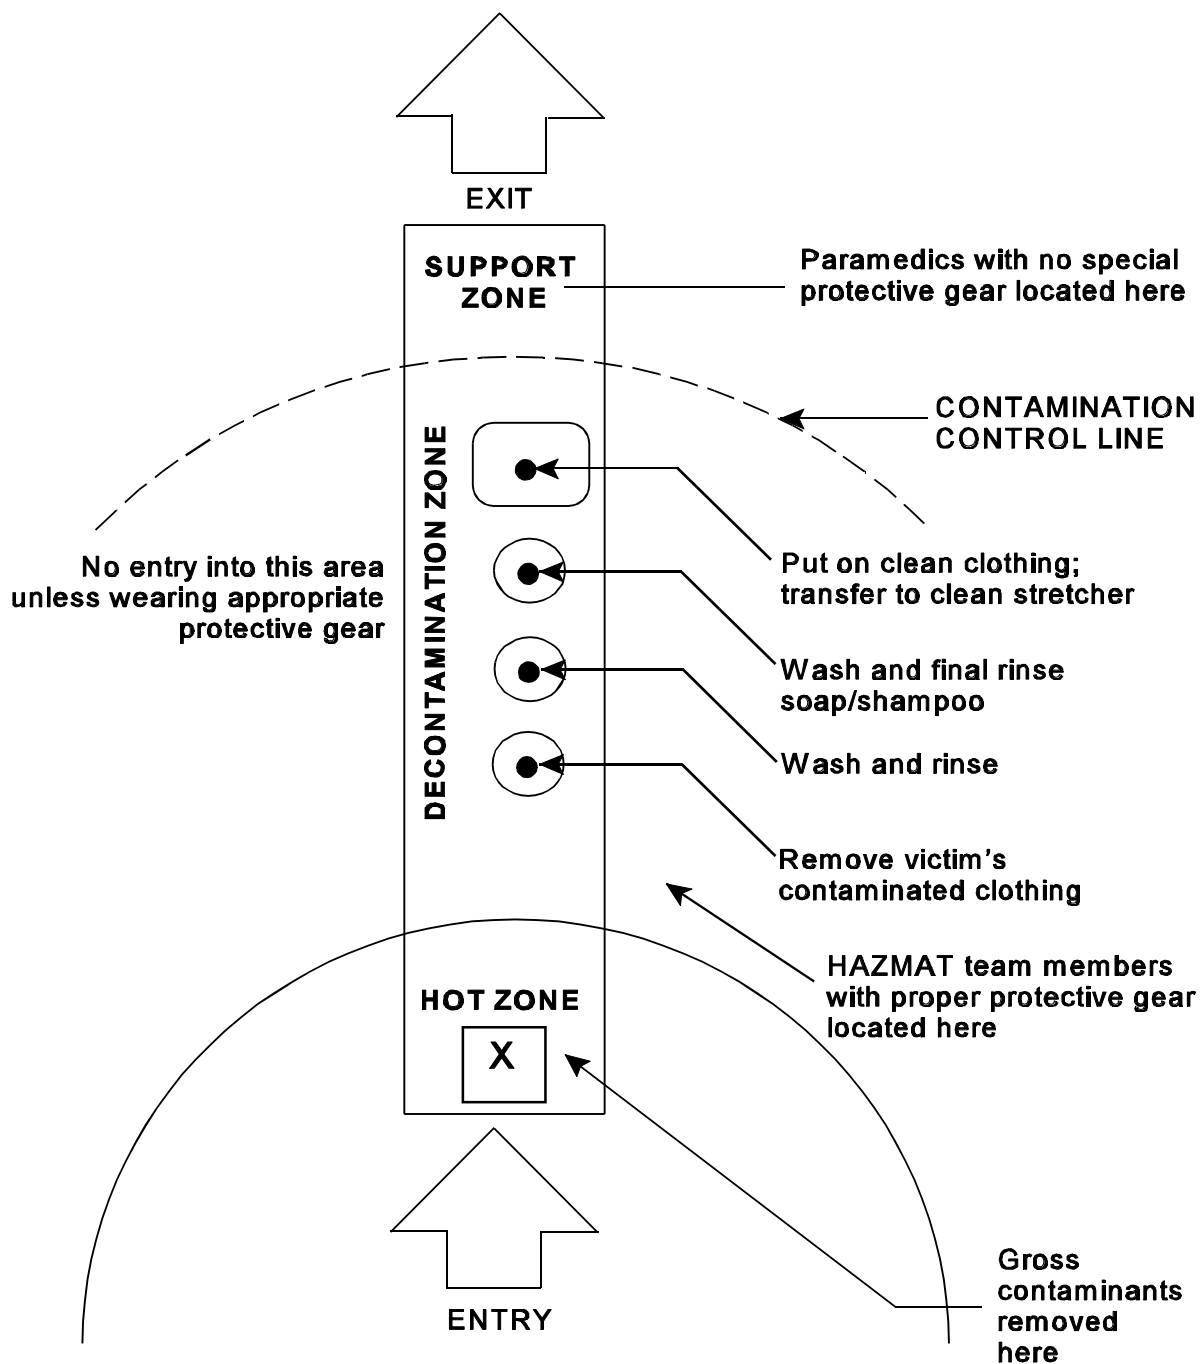 EXIT
SUPPORT
ZONE
Paramedics with no special
protective gear located here
CONTAMINATION
CONTROL LINE
DECONTAMINATION ZONE
No entry into this area
unless wearing appropriate
protective gear
Put on clean clothing;
transfer to clean stretcher
Wash and final rinse
soap/shampoo
Wash and rinse
Remove victim's
contaminated clothing
HAZMAT team members
with proper protective gear
located here
HOT ZONE
X
Gross
contaminants
removed
here
ENTRY